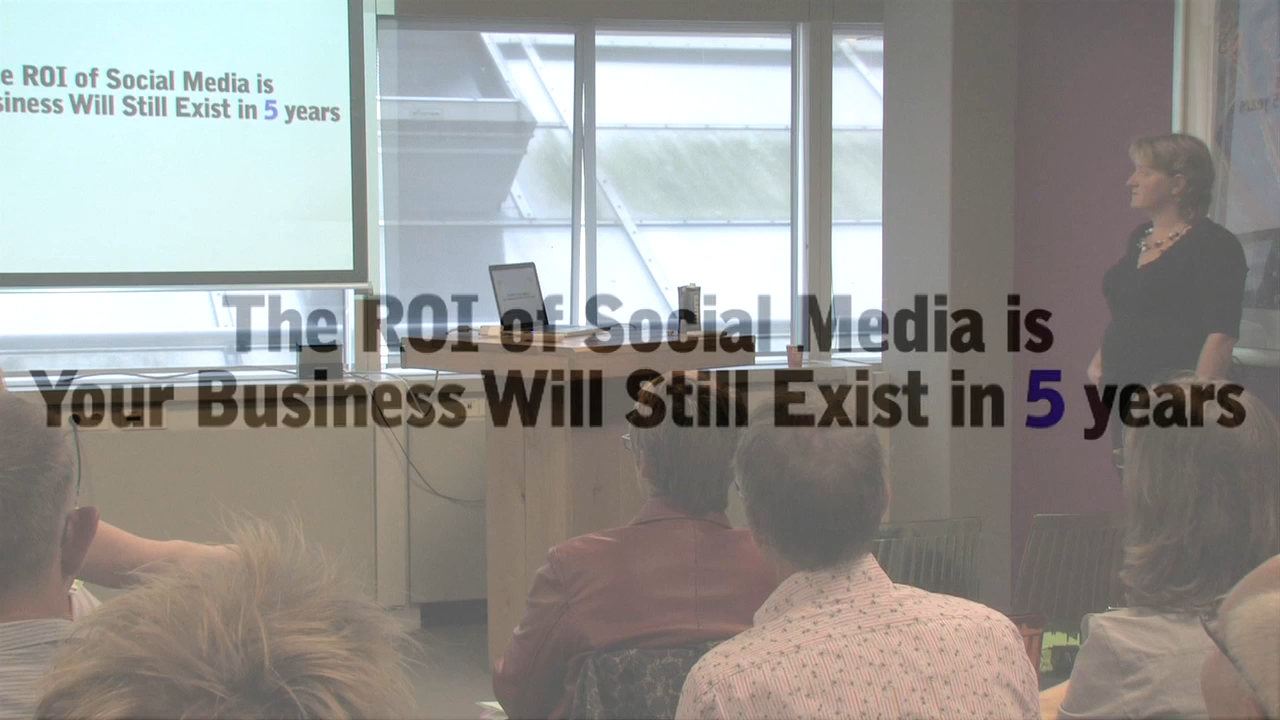 e ROI of Social Media is
siness Will Still Exist in 5 years
The ROI of Social Media is
Your Business Will Still Exist in 5 years